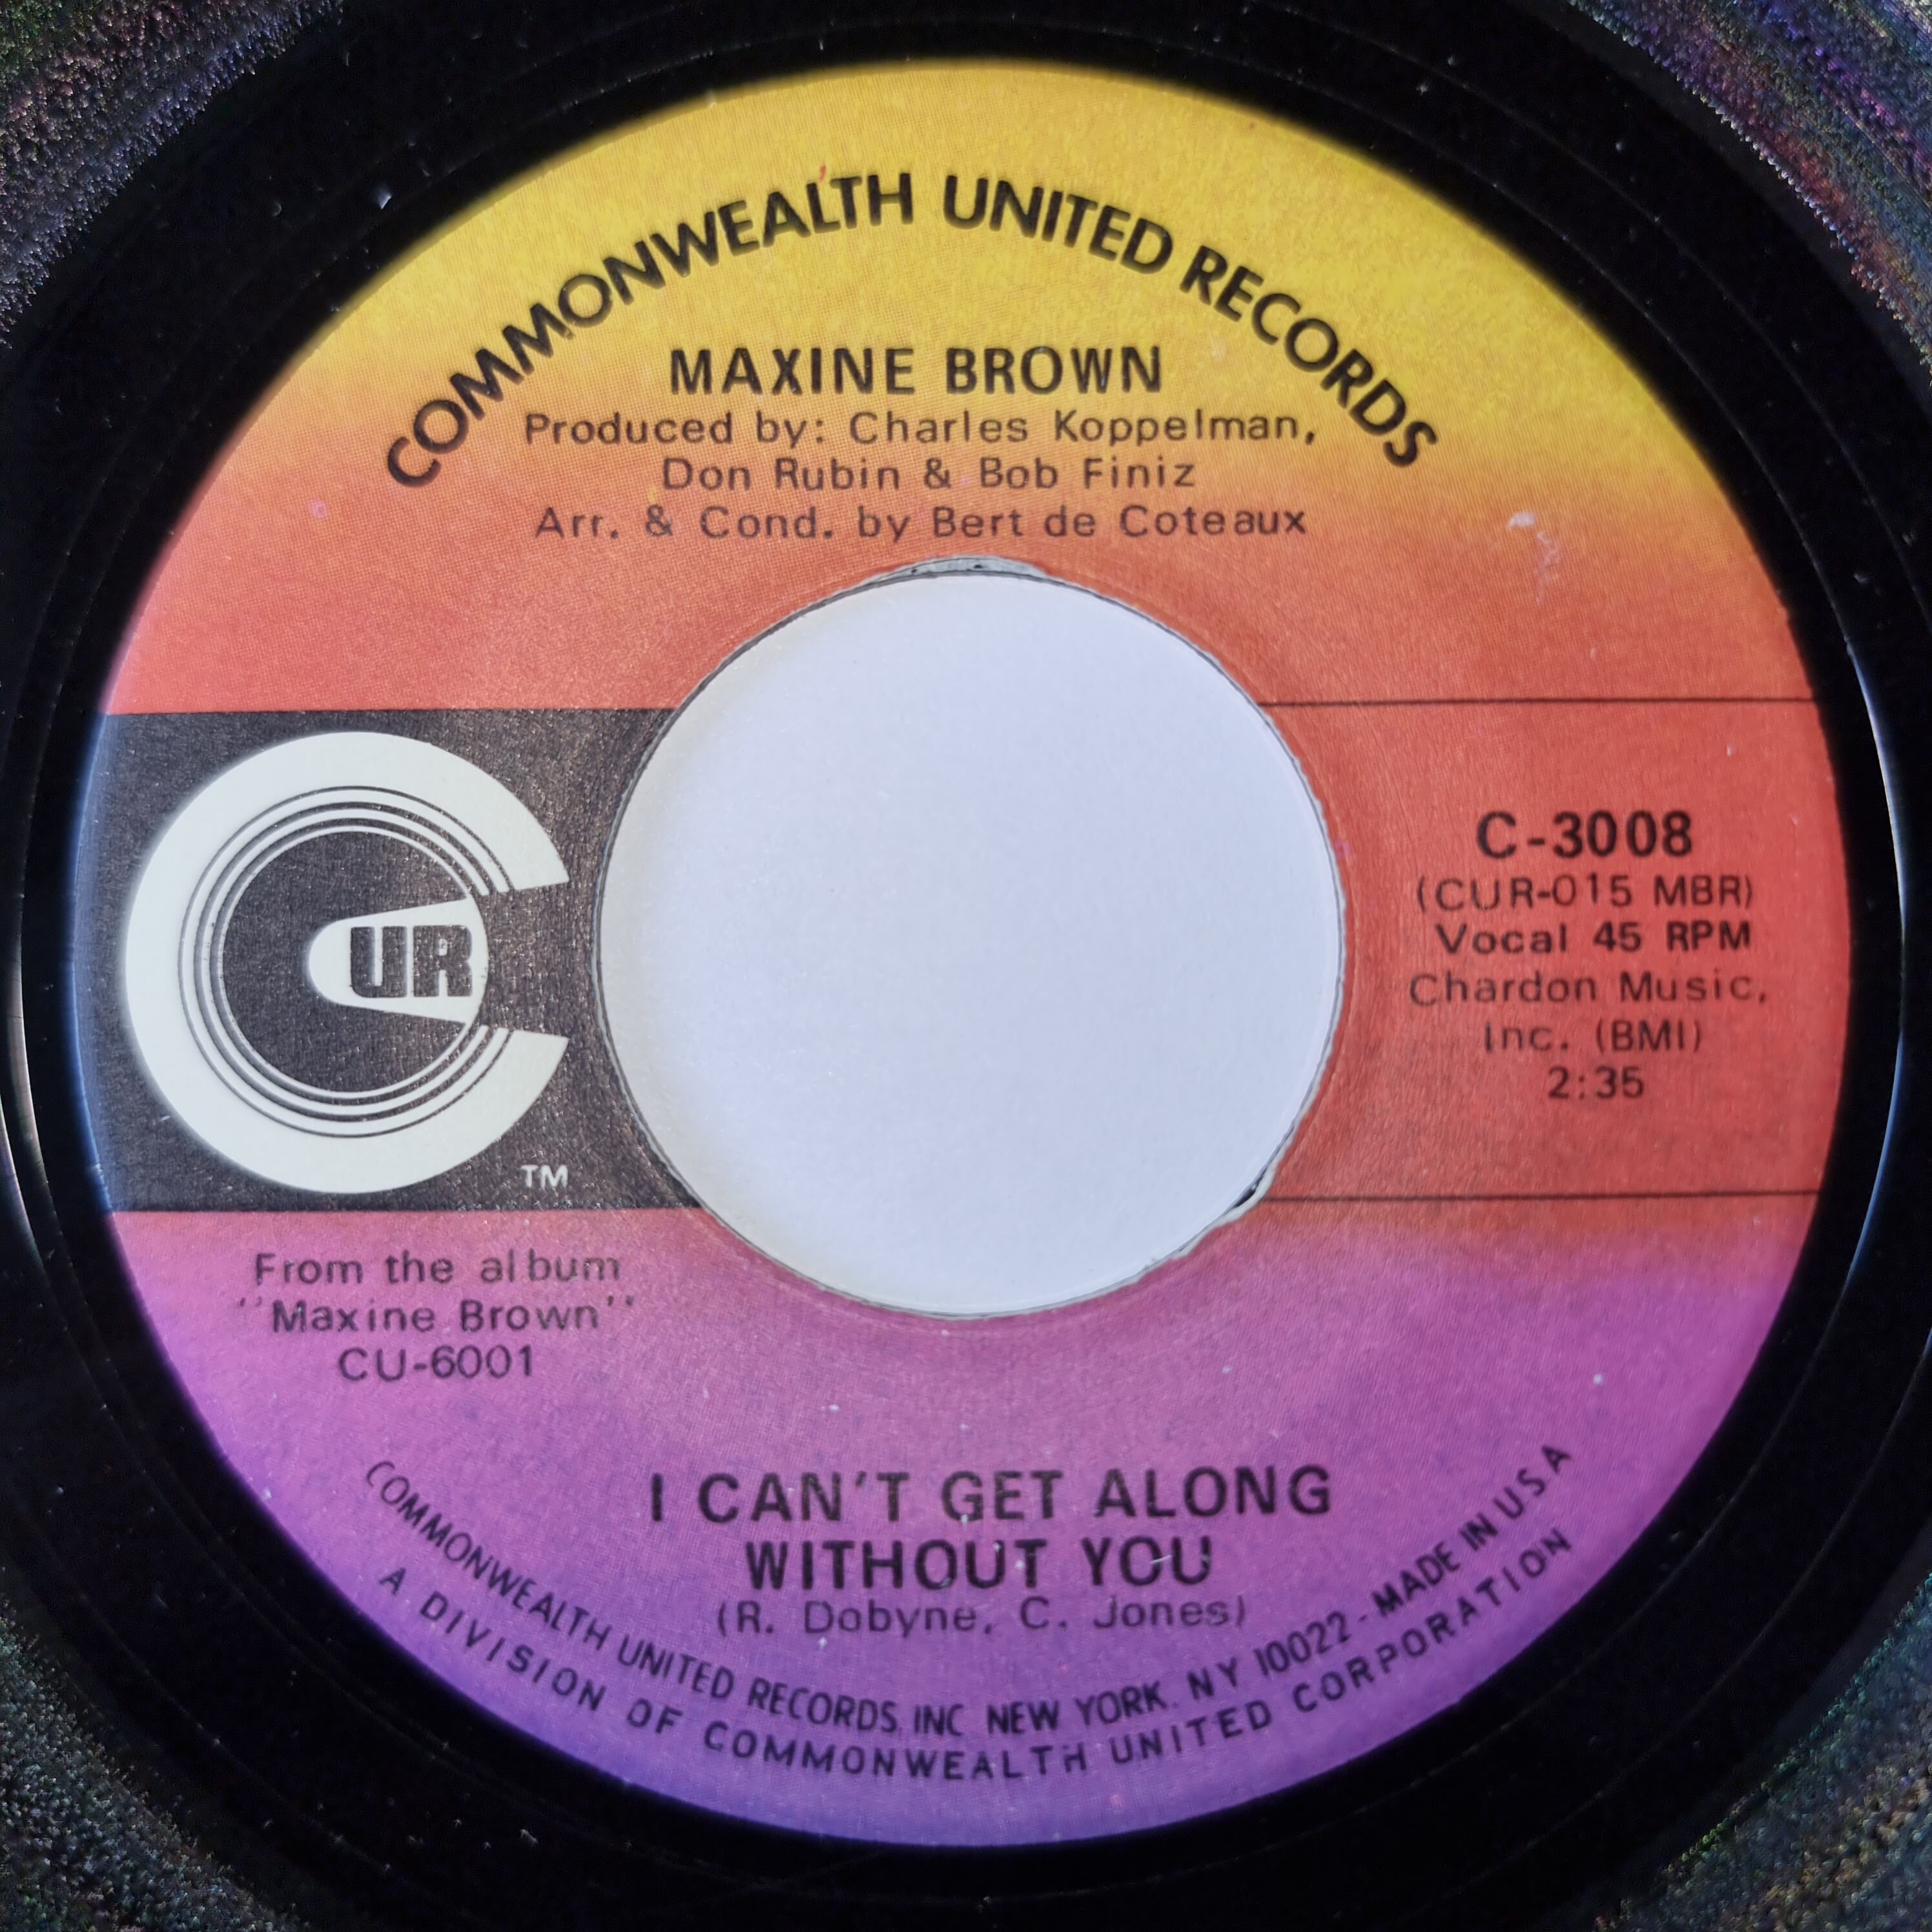 COMMONWEALTH UNITED RECORDS
MAXINE BROWN
Produced by: Charles Koppelman,
Don Rubin & Bob Finiz
Arr. & Cond. by Bert de Coteaux
CUR
TM
C-3008
(CUR-015 MBR)
Vocal 45 RPM
Chardon Music,
Inc. (BMI)
2:35
From the album
"Maxine Brown"
CU-6001
I CAN'T GET ALONG
WITHOUT YOU
(R. Dobyne, C. Jones)
COMMONWEALTH UNITED RECORDS, INC NEW YORK, NY 10022 - MADE IN U.S.A
A DIVISION OF COMMONWEALTH UNITED CORPORATION